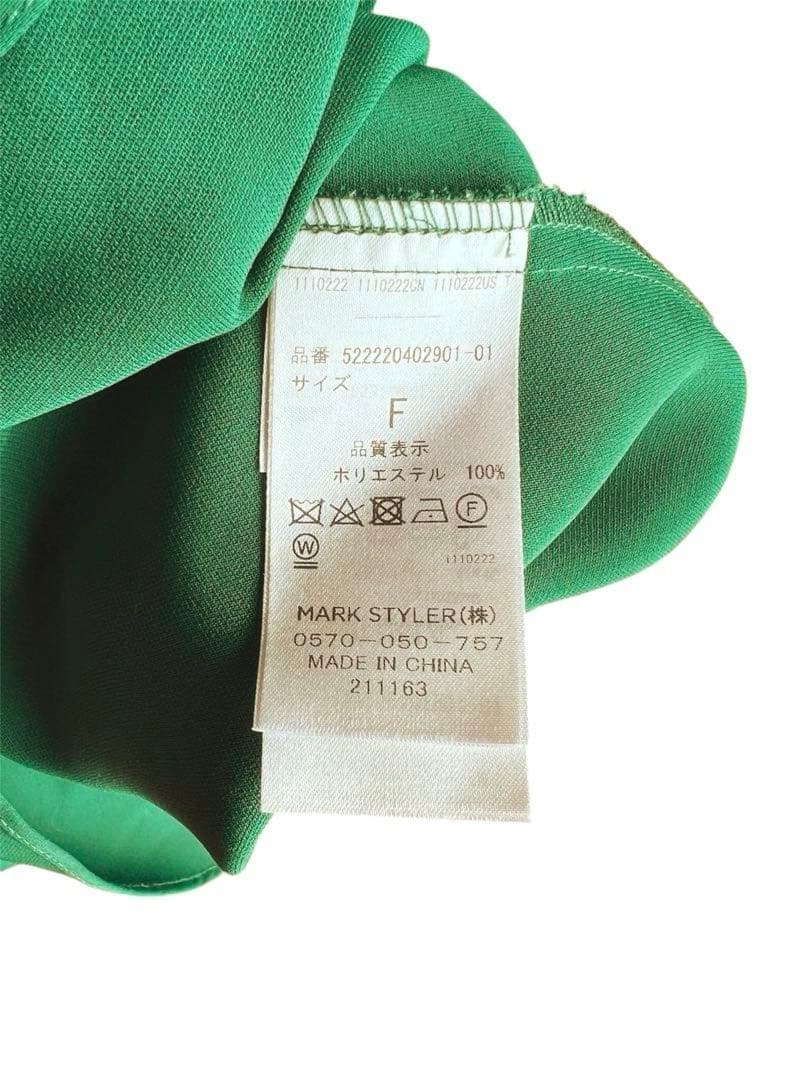 1110222 1110222CN 1110222US T
品番 522220402901-01
サイズ
F
品質表示
ポリエステル 100%
F
W
1110222
MARK STYLER(株)
0570-050-757
MADE IN CHINA
211163